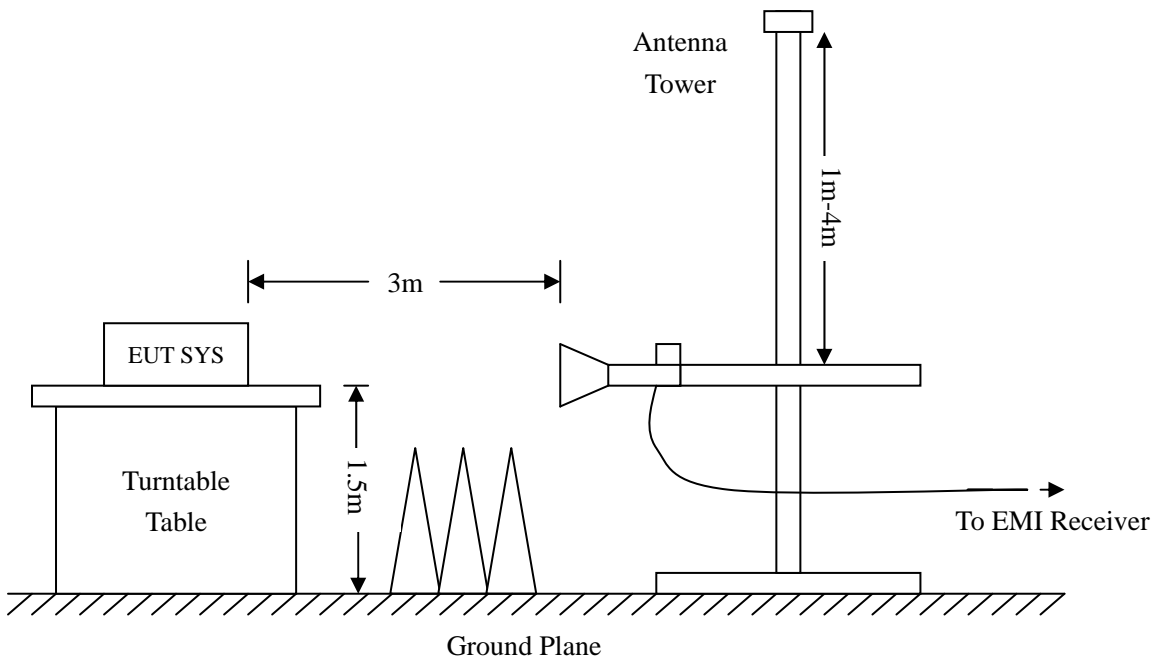 Antenna
Tower
1m-4m
3m
EUT SYS
1.5m
Turntable
Table
To EMI Receiver
Ground Plane